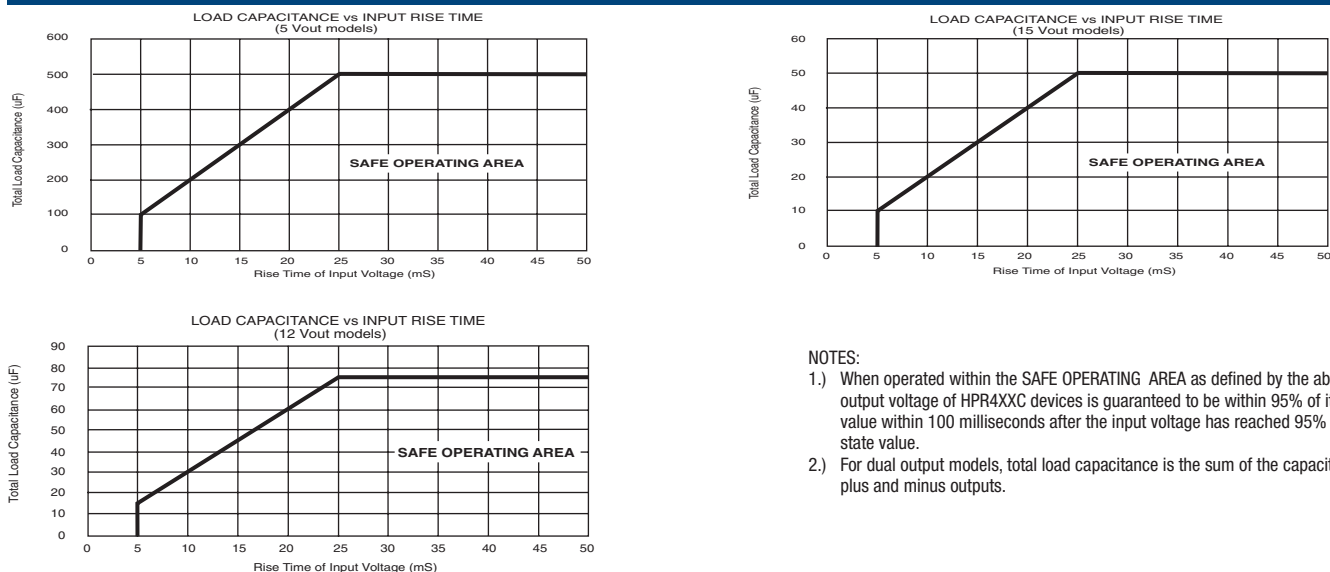 LOAD CAPACITANCE vs INPUT RISE TIME
(5 Vout models)
Total Load Capacitance (uF)
600
500
400
300
200
100
0
SAFE OPERATING AREA
0 5 10 15 20 25 30 35 40 45 50
Rise Time of Input Voltage (mS)
LOAD CAPACITANCE vs INPUT RISE TIME
(15 Vout models)
Total Load Capacitance (uF)
60
50
40
30
20
10
0
SAFE OPERATING AREA
0 5 10 15 20 25 30 35 40 45 50
Rise Time of Input Voltage (mS)
LOAD CAPACITANCE vs INPUT RISE TIME
(12 Vout models)
Total Load Capacitance (uF)
90
80
70
60
50
40
30
20
10
0
SAFE OPERATING AREA
0 5 10 15 20 25 30 35 40 45 50
Rise Time of Input Voltage (mS)
NOTES:
1.) When operated within the SAFE OPERATING AREA as defined by the
output voltage of HPR4XXC devices is guaranteed to be within 95% of
value within 100 milliseconds after the input voltage has reached 95%
state value.
2.) For dual output models, total load capacitance is the sum of the
plus and minus outputs.